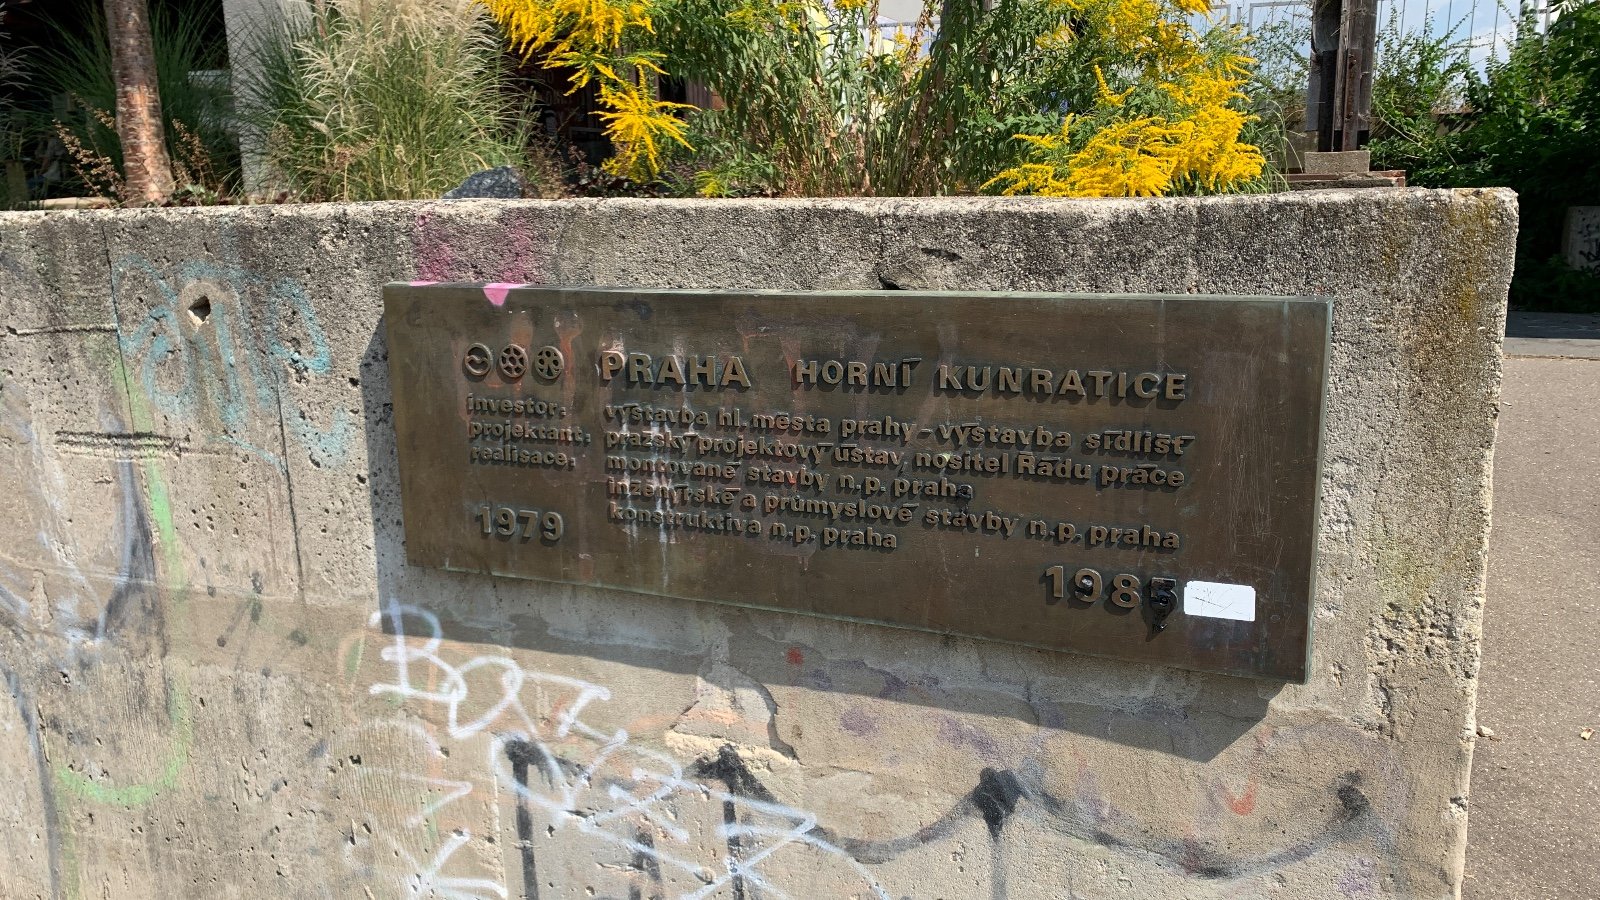 PRAHA HORNÍ KUNRATICE
investor: výstavba hl. města prahy - výstavba sídlišť
projektant: pražský projektový ústav, nositel Řádu práce
realisace: montované stavby n.p. praha
inženýrské a průmyslové stavby n.p. praha
konstruktiva n.p. praha
1979
1985